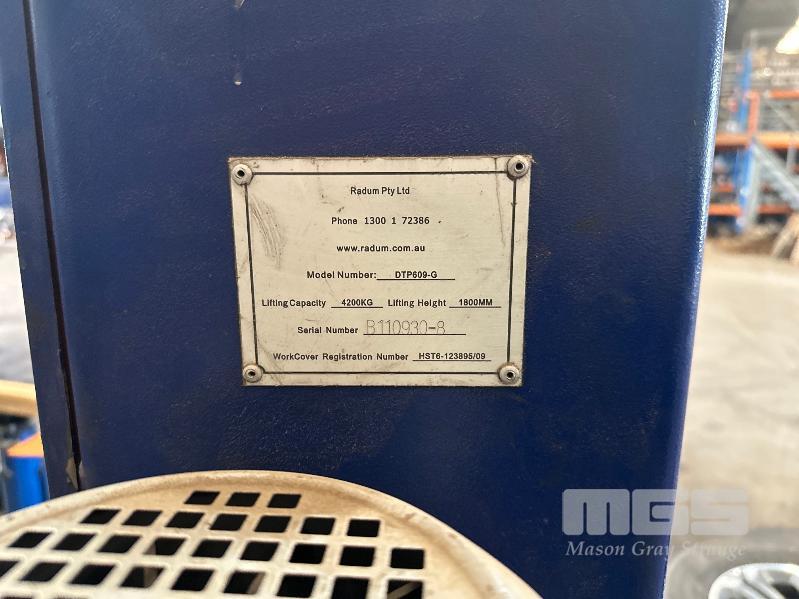 Radum Pty Ltd
Phone 1300 1 72386
www.radum.com.au
Model Number: DTP609-G
Lifting Capacity 4200KG Lifting Height 1800MM
Serial Number B110930-8
WorkCover Registration Number HST6-123895/09
MGS
Mason Gray Strange